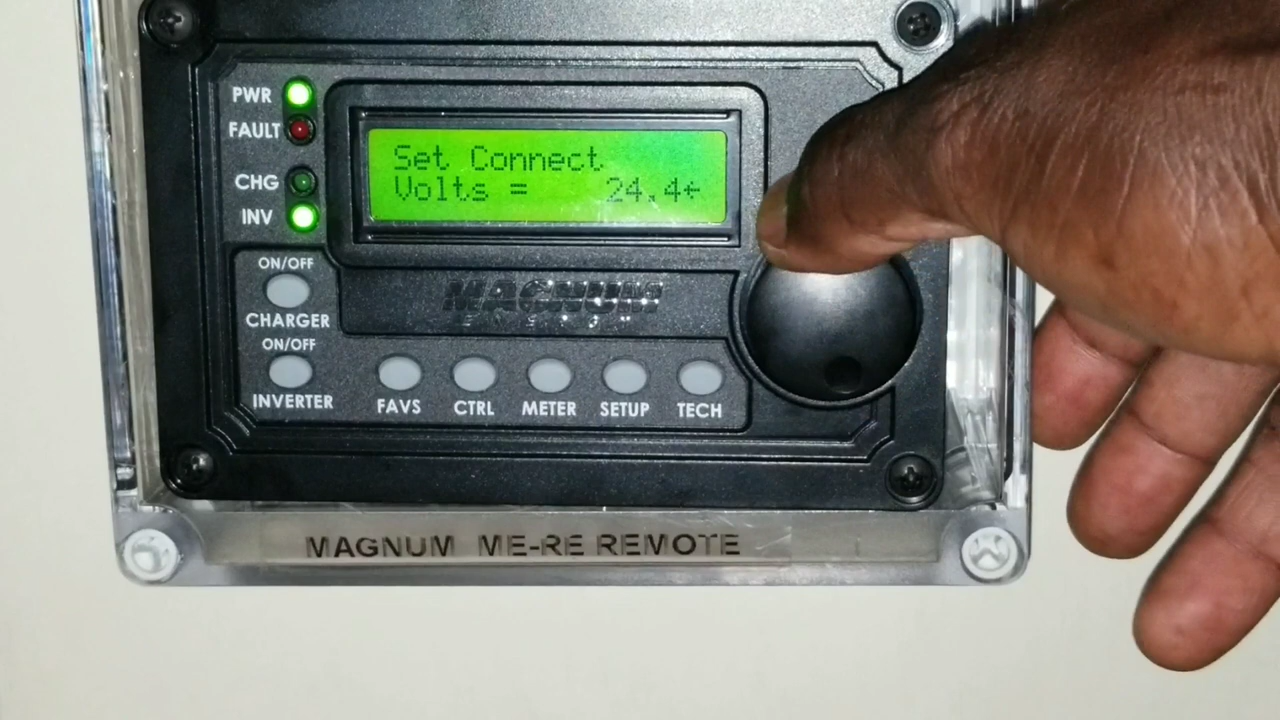 PWR
FAULT
CHG
INV
Set Connect
Volts = 24.4←
ON/OFF
CHARGER
ON/OFF
INVERTER
MAGNUM
FAVS
CTRL
METER
SETUP
TECH
MAGNUM ME-RE REMOTE